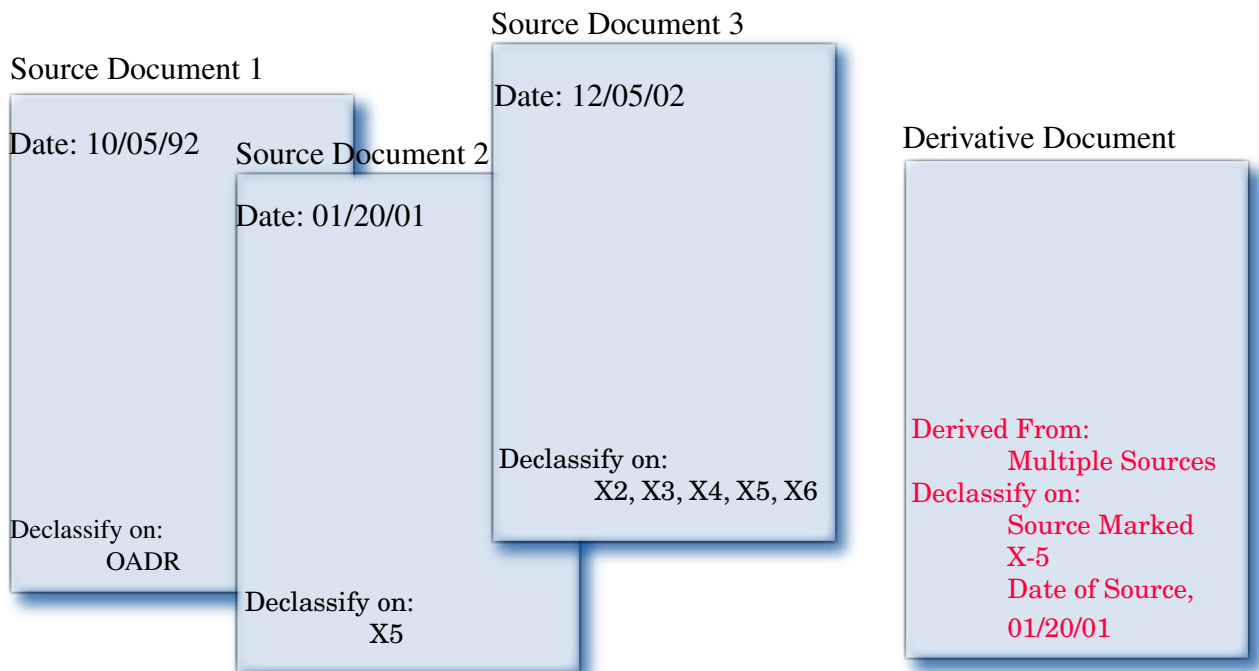 Source Document 1
Date: 10/05/92
Declassify on:
OADR
Source Document 2
Date: 01/20/01
Declassify on:
X5
Source Document 3
Date: 12/05/02
Declassify on:
X2, X3, X4, X5, X6
Derivative Document
Derived From:
Multiple Sources
Declassify on:
Source Marked
X-5
Date of Source,
01/20/01